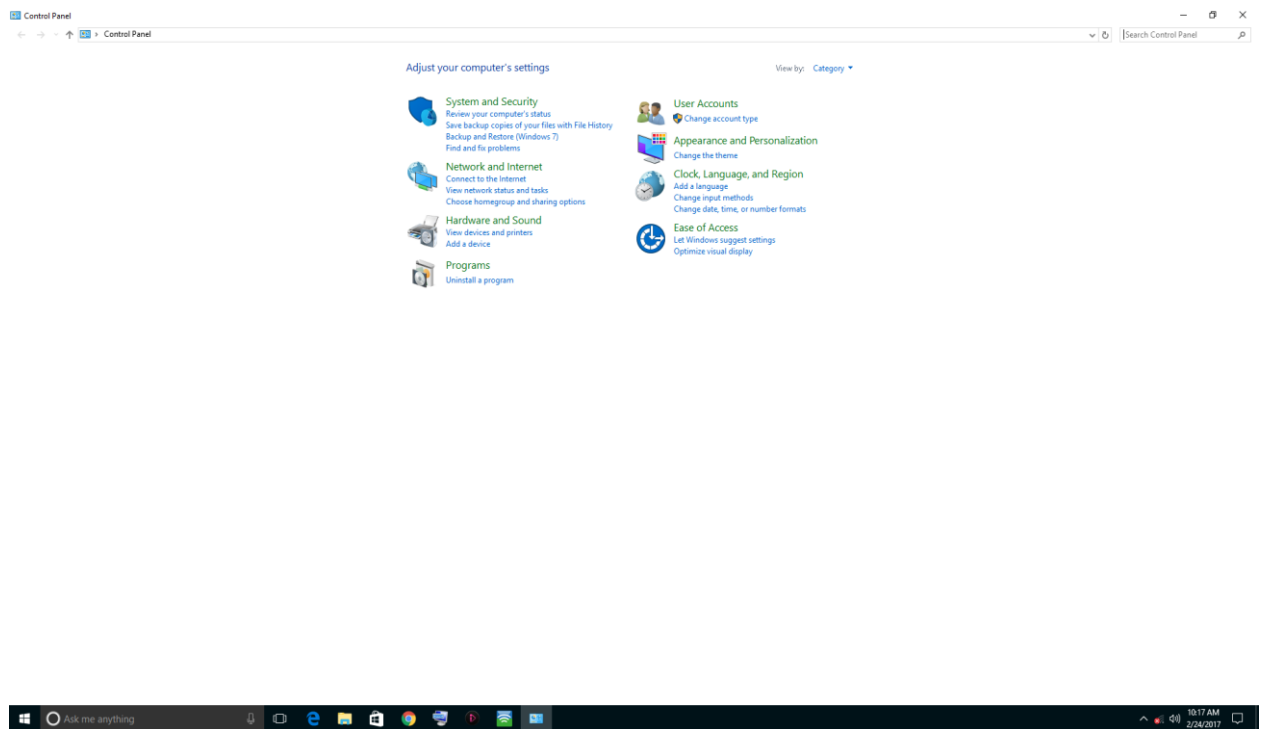 Control Panel
Control Panel
Search Control Panel
Adjust your computer's settings
View by: Category
System and Security
Review your computer's status
Save backup copies of your files with File History
Backup and Restore (Windows 7)
Find and fix problems
Network and Internet
Connect to the Internet
View network status and tasks
Choose homegroup and sharing options
Hardware and Sound
View devices and printers
Add a device
Programs
Uninstall a program
User Accounts
Change account type
Appearance and Personalization
Change the theme
Clock, Language, and Region
Add a language
Change input methods
Change date, time, or number formats
Ease of Access
Let Windows suggest settings
Optimize visual display
Ask me anything
10:17 AM
2/24/2017